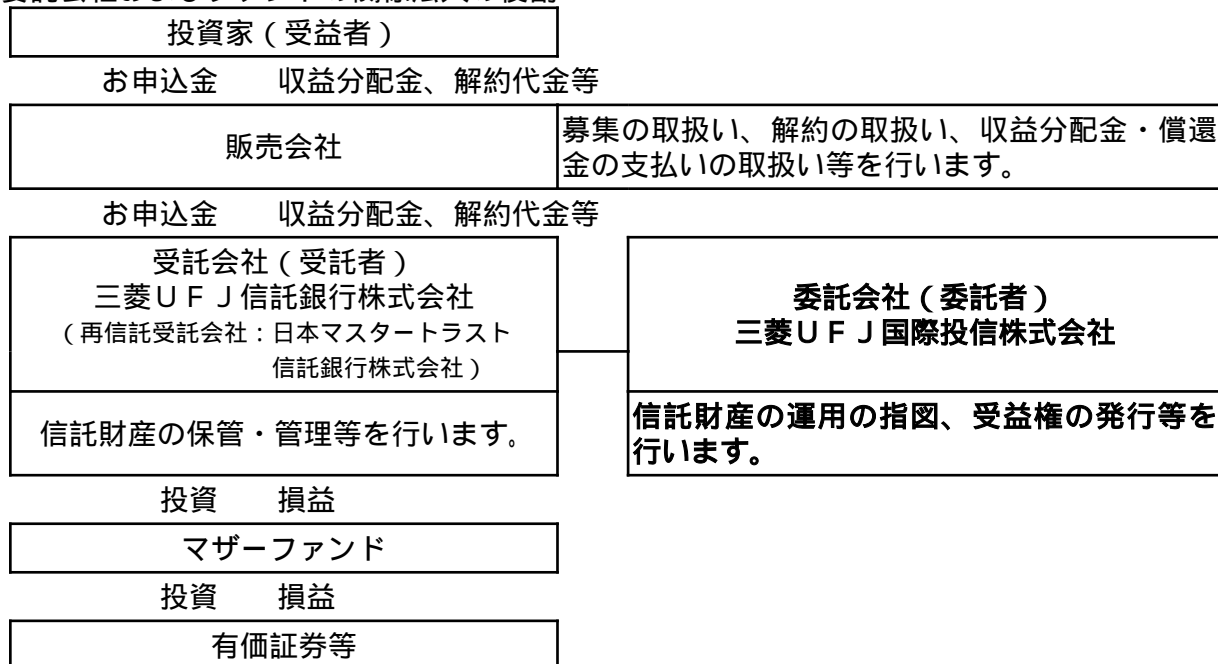 投資家（受益者）
お申込金　　収益分配金、解約代金等
販売会社
募集の取扱い、解約の取扱い、収益分配金・償還
金の支払いの取扱い等を行います。
お申込金　　収益分配金、解約代金等
受託会社（受託者）
三菱ＵＦＪ信託銀行株式会社
（再信託受託会社：日本マスタートラスト
信託銀行株式会社）
委託会社（委託者）
三菱ＵＦＪ国際投信株式会社
信託財産の保管・管理等を行います。
信託財産の運用の指図、受益権の発行等を
行います。
投資　　損益
マザーファンド
投資　　損益
有価証券等